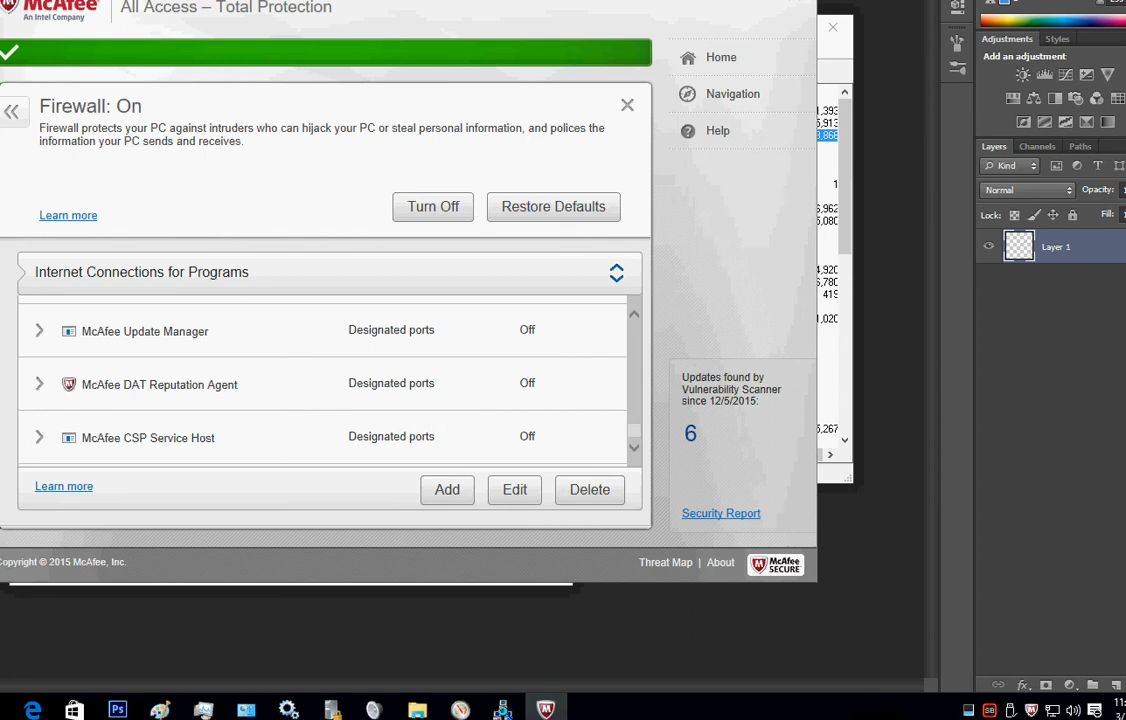 McAfee
An Intel Company
All Access – Total Protection
Firewall: On
Firewall protects your PC against intruders who can hijack your PC or steal personal information, and polices the
information your PC sends and receives.
Learn more
Turn Off
Restore Defaults
Internet Connections for Programs
McAfee Update Manager Designated ports Off
McAfee DAT Reputation Agent Designated ports Off
McAfee CSP Service Host Designated ports Off
Learn more
Add
Edit
Delete
Home
Navigation
Help
Updates found by
Vulnerability Scanner
since 12/5/2015:
6
Security Report
Copyright © 2015 McAfee, Inc.
Threat Map | About
McAfee
SECURE
Adjustments Styles
Add an adjustment
Layers Channels Paths
Kind
Normal Opacity:
Lock: Fill:
Layer 1
fx
Ps
SB